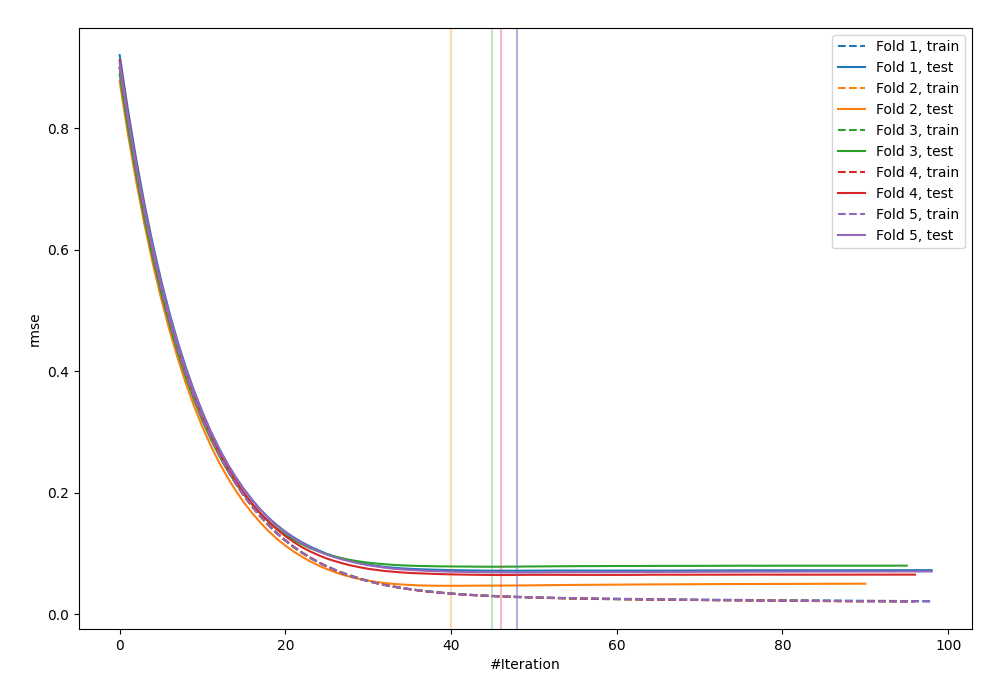 Fold 1, train
Fold 1, test
Fold 2, train
Fold 2, test
Fold 3, train
Fold 3, test
Fold 4, train
Fold 4, test
Fold 5, train
Fold 5, test
0.8
0.6
rmse
0.4
0.2
0.0
0 20 40 60 80 100
#Iteration